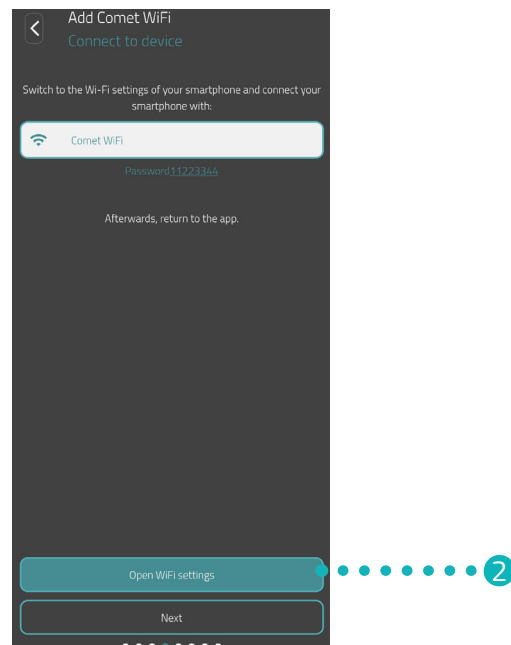 Add Comet WiFi
Connect to device
Switch to the Wi-Fi settings of your smartphone and connect your
smartphone with:
Comet WiFi
Password11223344
Afterwards, return to the app.
Open WiFi settings
2
Next